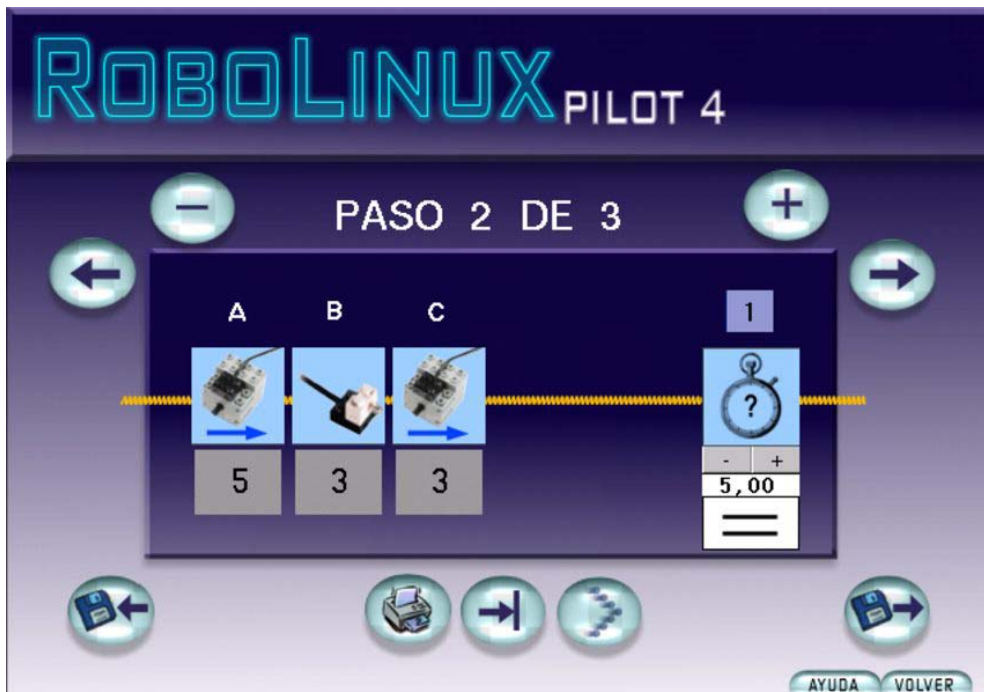 ROBOLINUX PILOT 4
− PASO 2 DE 3 +
A B C 1
?
- +
5 3 3 5,00
AYUDA VOLVER